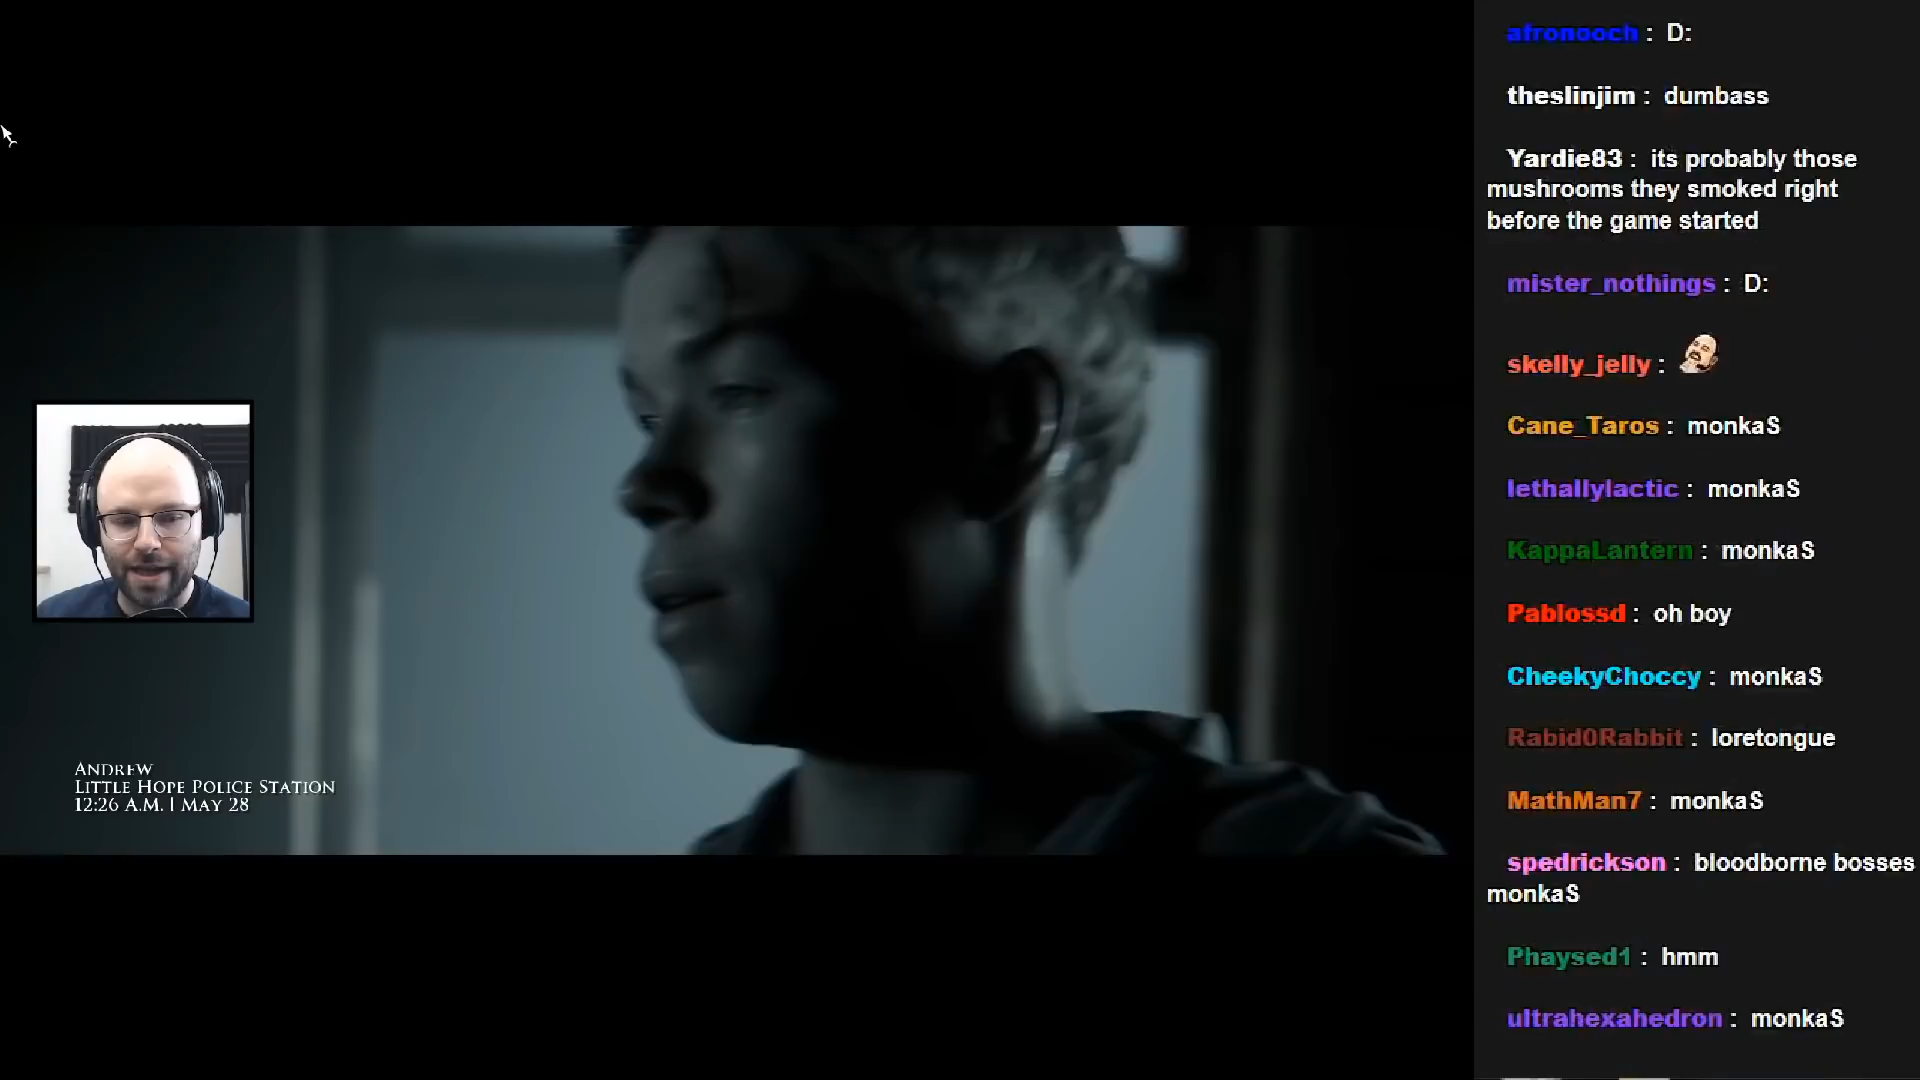 ANDREW
LITTLE HOPE POLICE STATION
12:26 A.M. | MAY 28
afronooch : D:
theslinjim : dumbass
Yardie83 : its probably those
mushrooms they smoked right
before the game started
mister_nothings : D:
skelly_jelly :
Cane_Taros : monkaS
lethallylactic : monkaS
KappaLantern : monkaS
Pablossd : oh boy
CheekyChoccy : monkaS
Rabid0Rabbit : loretongue
MathMan7 : monkaS
spedrickson : bloodborne bosses
monkaS
Phaysed1 : hmm
ultrahexahedron : monkaS